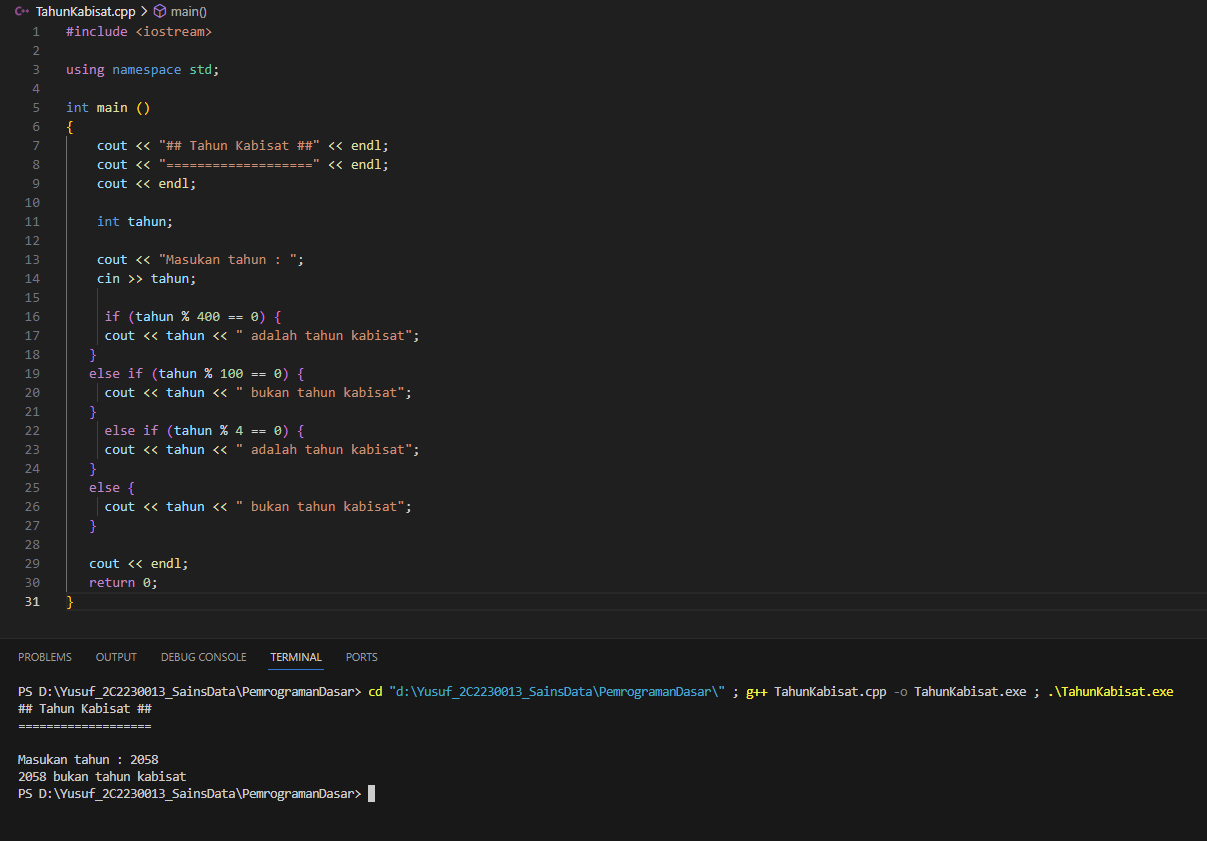 C++ TahunKabisat.cpp > main()
1 #include <iostream>
2
3 using namespace std;
4
5 int main ()
6 {
7 cout << "## Tahun Kabisat ##" << endl;
8 cout << "===================" << endl;
9 cout << endl;
10
11 int tahun;
12
13 cout << "Masukan tahun : ";
14 cin >> tahun;
15
16 if (tahun % 400 == 0) {
17 cout << tahun << " adalah tahun kabisat";
18 }
19 else if (tahun % 100 == 0) {
20 cout << tahun << " bukan tahun kabisat";
21 }
22 else if (tahun % 4 == 0) {
23 cout << tahun << " adalah tahun kabisat";
24 }
25 else {
26 cout << tahun << " bukan tahun kabisat";
27 }
28
29 cout << endl;
30 return 0;
31 }
PROBLEMS OUTPUT DEBUG CONSOLE TERMINAL PORTS
PS D:\Yusuf_2C2230013_SainsData\PemrogramanDasar> cd "d:\Yusuf_2C2230013_SainsData\PemrogramanDasar\" ; g++ TahunKabisat.cpp -o TahunKabisat.exe ; .\TahunKabisat.exe
## Tahun Kabisat ##
===================
Masukan tahun : 2058
2058 bukan tahun kabisat
PS D:\Yusuf_2C2230013_SainsData\PemrogramanDasar>